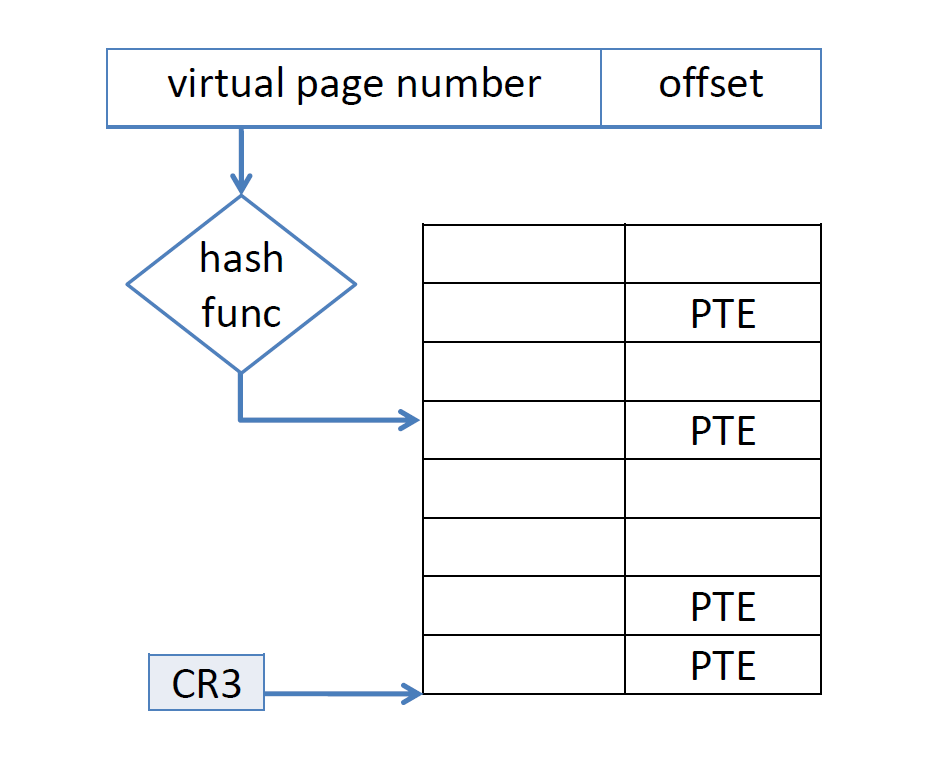 virtual page number
offset
hash
func
PTE
PTE
PTE
PTE
CR3